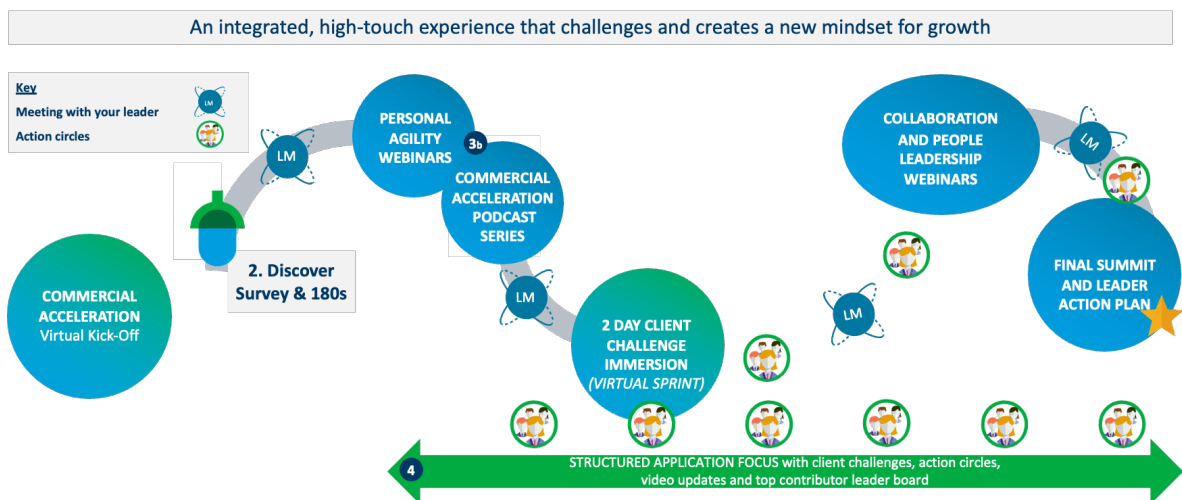 An integrated, high-touch experience that challenges and creates a new mindset for growth
Key
Meeting with your leader
LM
Action circles
COMMERCIAL
ACCELERATION
Virtual Kick-Off
2. Discover
Survey & 180s
LM
PERSONAL
AGILITY
WEBINARS
3b
COMMERCIAL
ACCELERATION
PODCAST
SERIES
LM
2 DAY CLIENT
CHALLENGE
IMMERSION
(VIRTUAL SPRINT)
LM
COLLABORATION
AND PEOPLE
LEADERSHIP
WEBINARS
LM
FINAL SUMMIT
AND LEADER
ACTION PLAN
4
STRUCTURED APPLICATION FOCUS with client challenges, action circles,
video updates and top contributor leader board